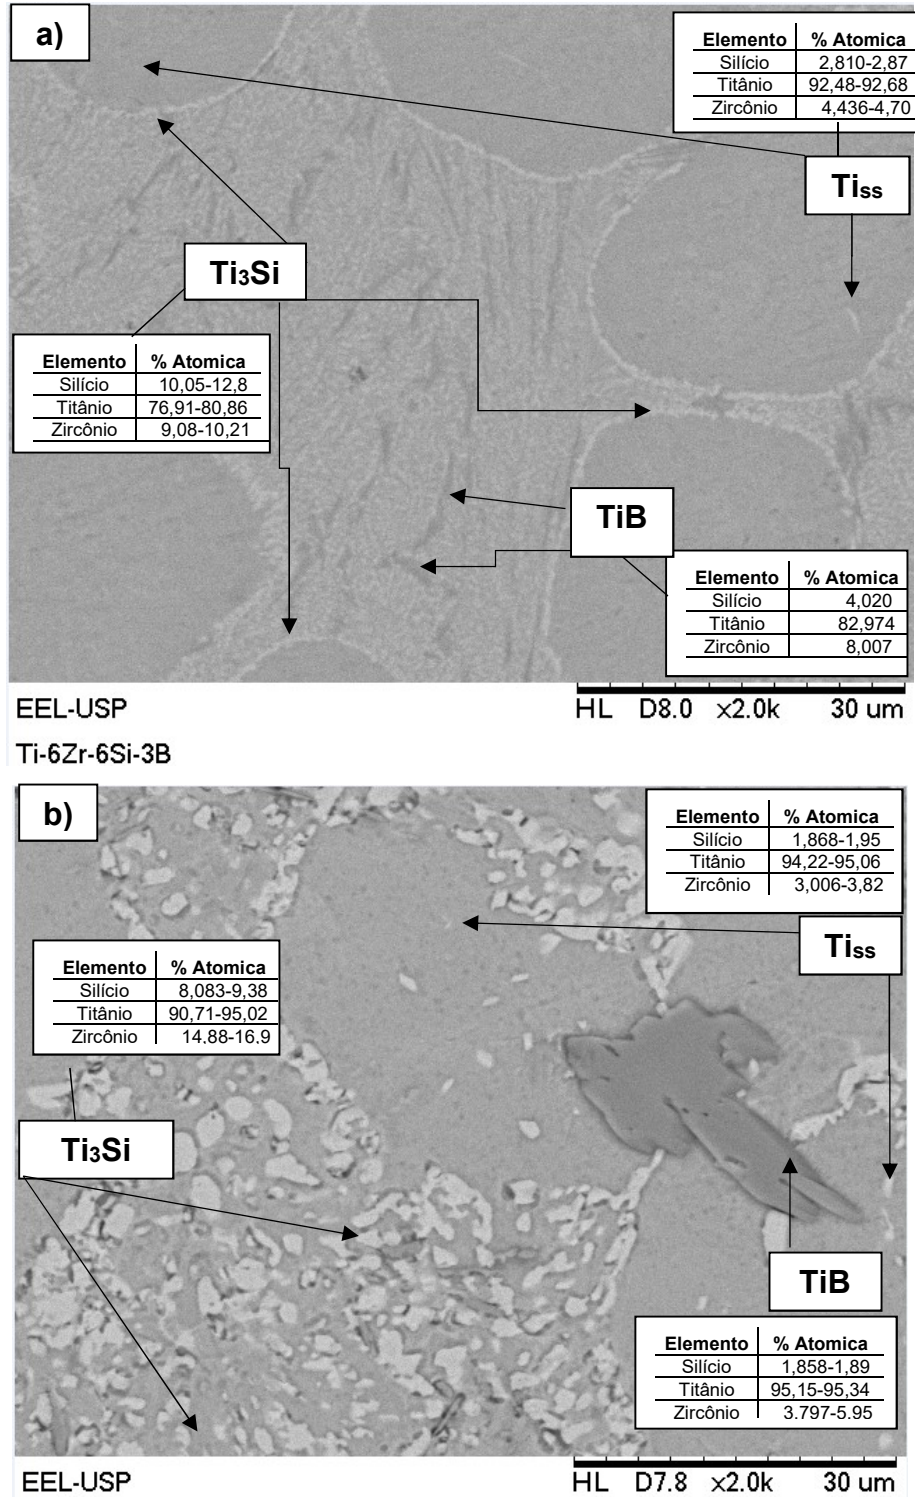 a)
Elemento % Atomica
Silício 2,810-2,87
Titânio 92,48-92,68
Zircônio 4,436-4,70
Tiss
Ti3Si
Elemento % Atomica
Silício 10,05-12,8
Titânio 76,91-80,86
Zircônio 9,08-10,21
TiB
Elemento % Atomica
Silício 4,020
Titânio 82,974
Zircônio 8,007
EEL-USP HL D8.0 x2.0k 30 um
Ti-6Zr-6Si-3B
b)
Elemento % Atomica
Silício 1,868-1,95
Titânio 94,22-95,06
Zircônio 3,006-3,82
Tiss
Elemento % Atomica
Silício 8,083-9,38
Titânio 90,71-95,02
Zircônio 14,88-16,9
Ti3Si
TiB
Elemento % Atomica
Silício 1,858-1,89
Titânio 95,15-95,34
Zircônio 3.797-5.95
EEL-USP HL D7.8 x2.0k 30 um